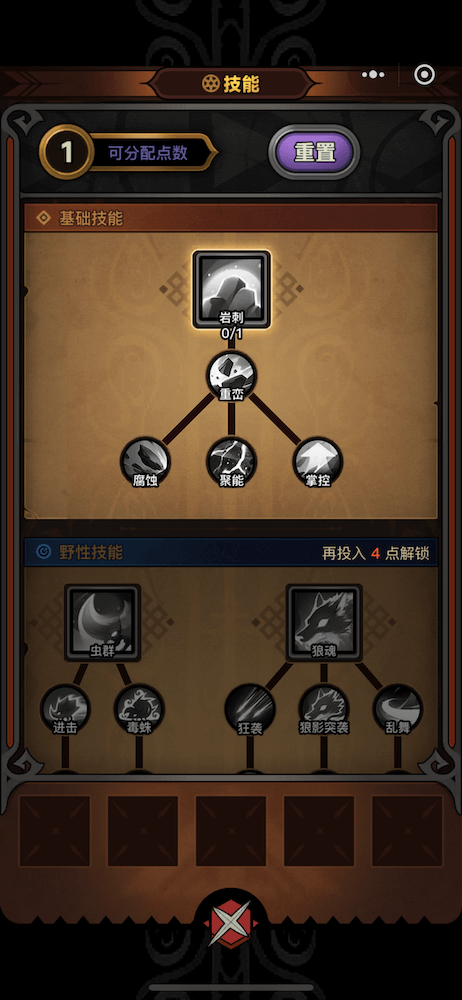 技能
1
可分配点数
重置
基础技能
岩刺
0/1
重峦
腐蚀
聚能
掌控
野性技能
再投入 4 点解锁
虫群
狼魂
进击
毒蛛
狂袭
狼影突袭
乱舞